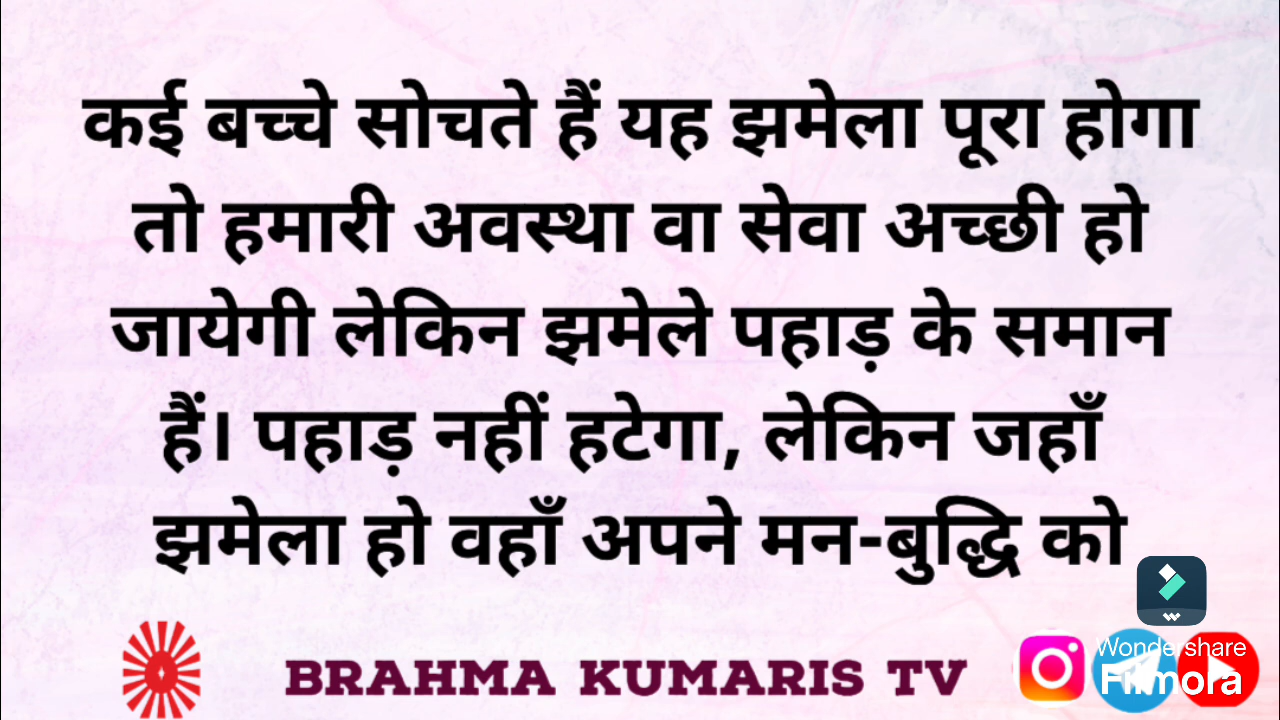 कई बच्चे सोचते हैं यह झमेला पूरा होगा
तो हमारी अवस्था वा सेवा अच्छी हो
जायेगी लेकिन झमेले पहाड़ के समान
हैं। पहाड़ नहीं हटेगा, लेकिन जहाँ
झमेला हो वहाँ अपने मन-बुद्धि को
BRAHMA KUMARIS TV
Wondershare
Filmora